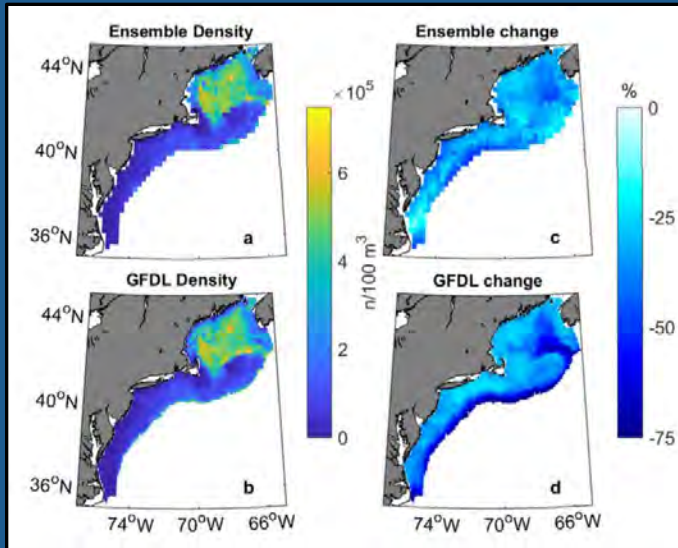 Ensemble Density
Ensemble change
44°N
40°N
36°N
a
c
×10⁵
6
4
2
0
n/100 m³
%
0
-25
-50
-75
GFDL Density
GFDL change
44°N
40°N
36°N
b
d
74°W 70°W 66°W
74°W 70°W 66°W